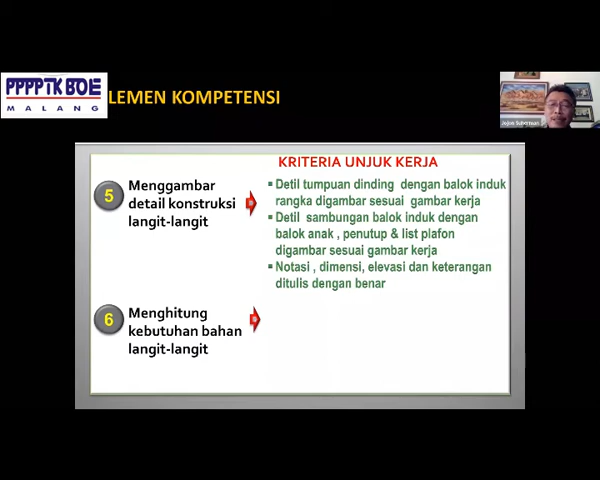 PPPPTK BOE
MALANG
LEMEN KOMPETENSI
Jojon Suherman
KRITERIA UNJUK KERJA
5
Menggambar
detail konstruksi
langit-langit
▪ Detil tumpuan dinding dengan balok induk
rangka digambar sesuai gambar kerja
▪ Detil sambungan balok induk dengan
balok anak , penutup & list plafon
digambar sesuai gambar kerja
▪ Notasi , dimensi, elevasi dan keterangan
ditulis dengan benar
6
Menghitung
kebutuhan bahan
langit-langit